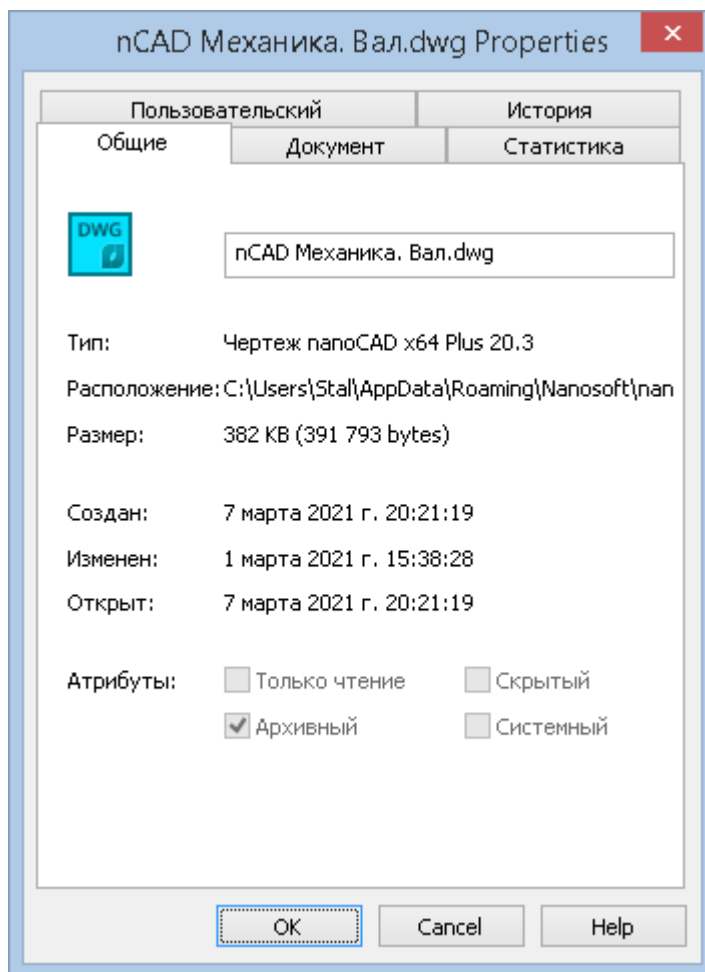 nCAD Механика. Вал.dwg Properties
Пользовательский История
Общие Документ Статистика
DWG
nCAD Механика. Вал.dwg
Тип: Чертеж nanoCAD x64 Plus 20.3
Расположение: C:\Users\Stal\AppData\Roaming\Nanosoft\nan
Размер: 382 KB (391 793 bytes)
Создан: 7 марта 2021 г. 20:21:19
Изменен: 1 марта 2021 г. 15:38:28
Открыт: 7 марта 2021 г. 20:21:19
Атрибуты: Только чтение Скрытый
Архивный Системный
OK Cancel Help